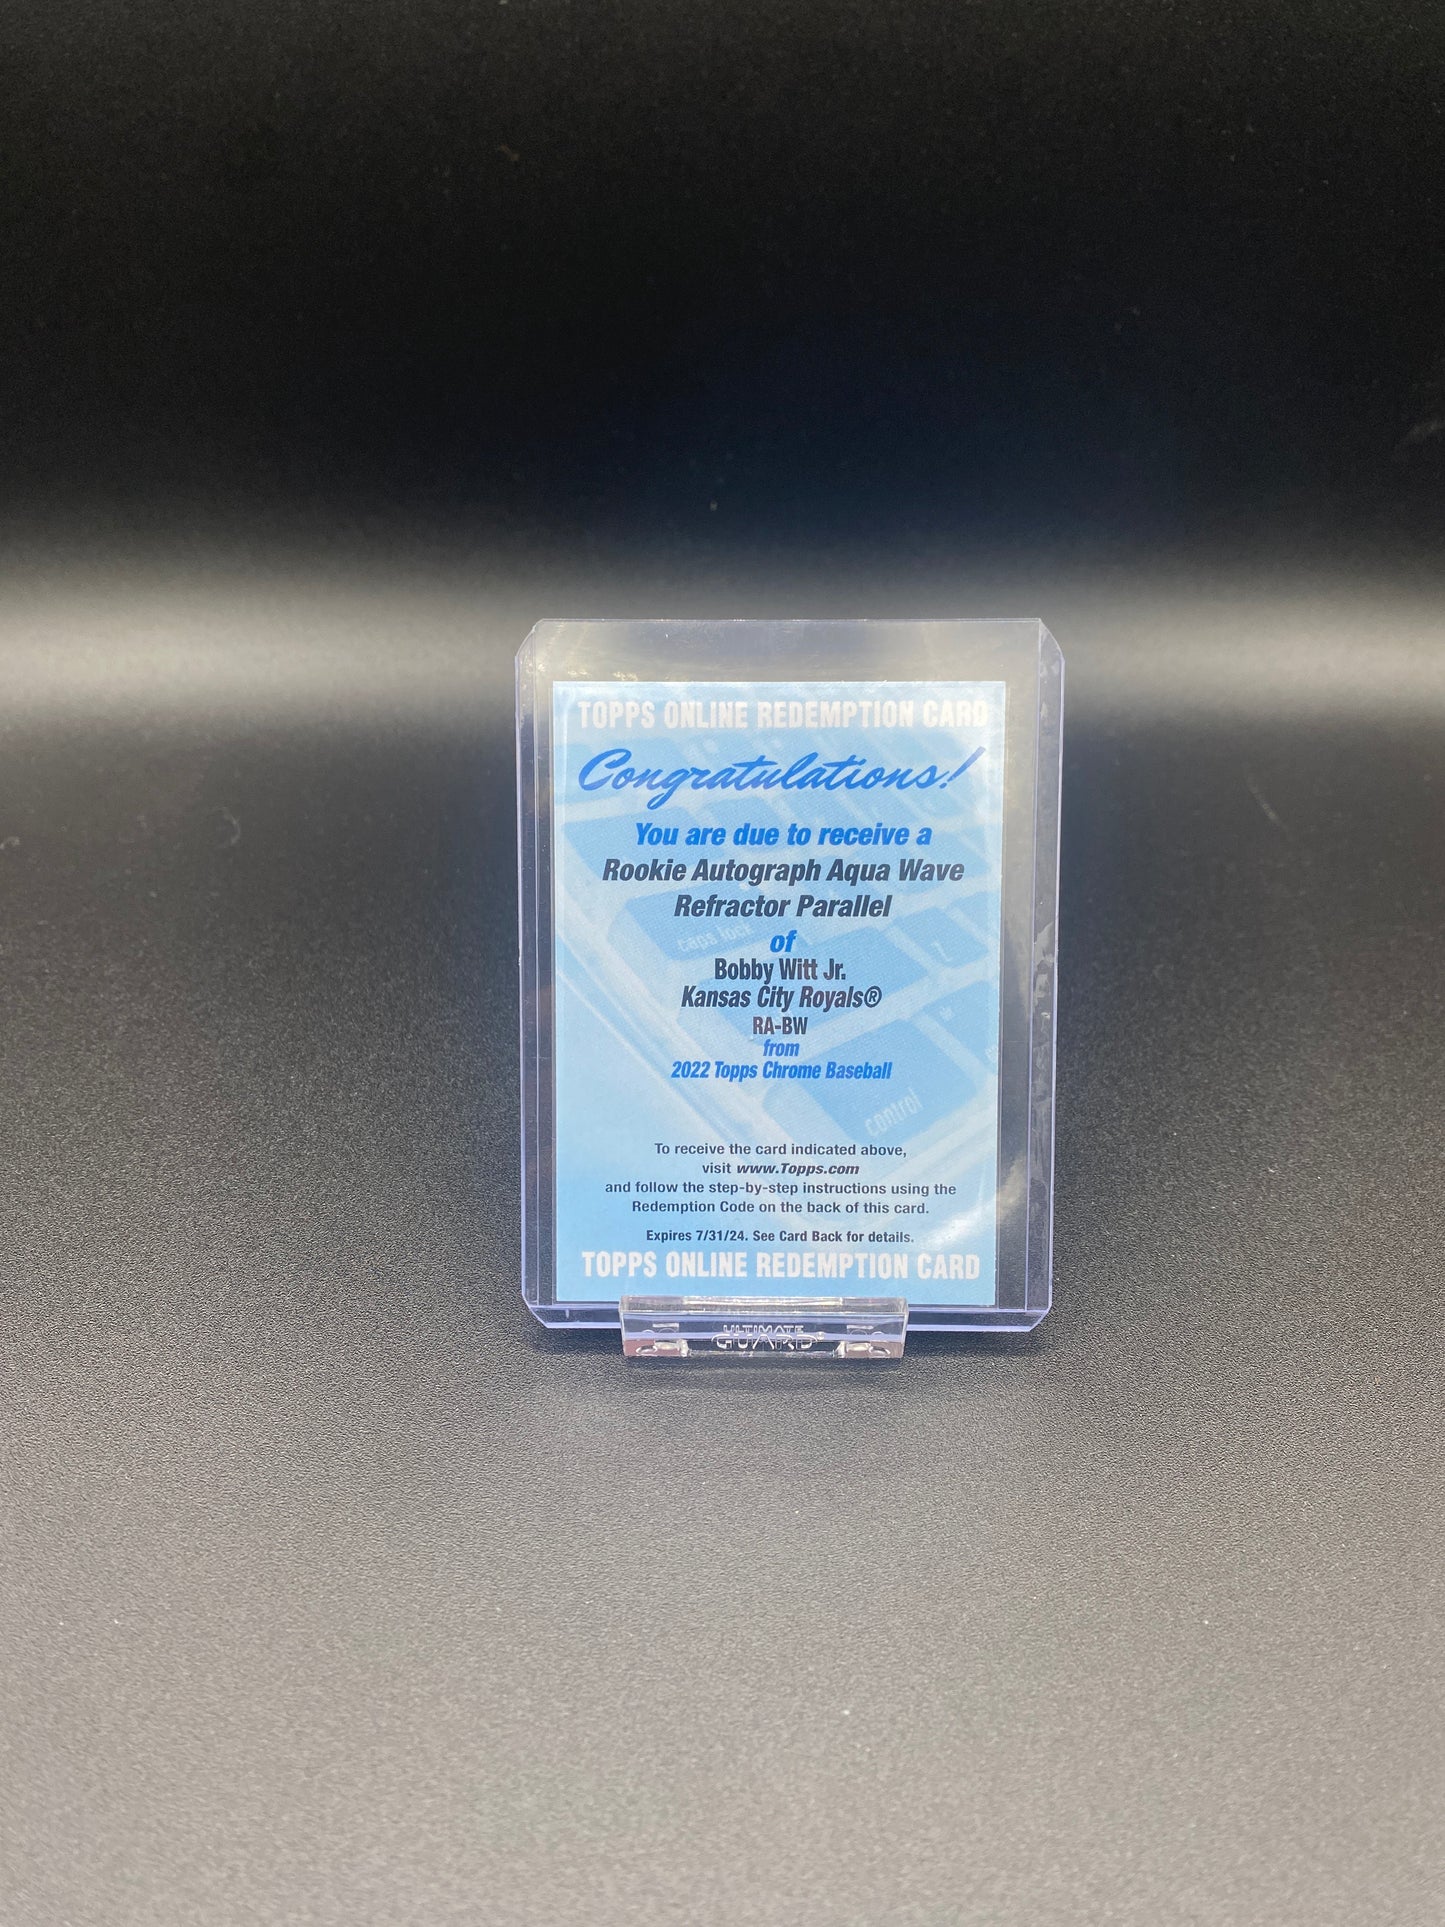 TOPPS ONLINE REDEMPTION CARD
Congratulations!
You are due to receive a
Rookie Autograph Aqua Wave
Refractor Parallel
caps lock
of
Z
Bobby Witt Jr.
Kansas City Royals®
RA-BW
from
2022 Topps Chrome Baseball
control
To receive the card indicated above,
visit www.Topps.com
and follow the step-by-step instructions using the
Redemption Code on the back of this card.
Expires 7/31/24. See Card Back for details.
TOPPS ONLINE REDEMPTION CARD
ULTIMATE
GUARD